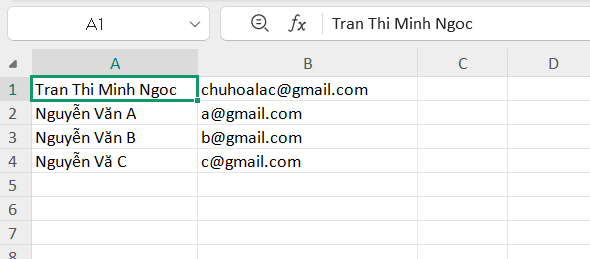 A1 fx Tran Thi Minh Ngoc
A B C D
1 Tran Thi Minh Ngoc chuhoalac@gmail.com
2 Nguyễn Văn A a@gmail.com
3 Nguyễn Văn B b@gmail.com
4 Nguyễn Vă C c@gmail.com
5
6
7
8